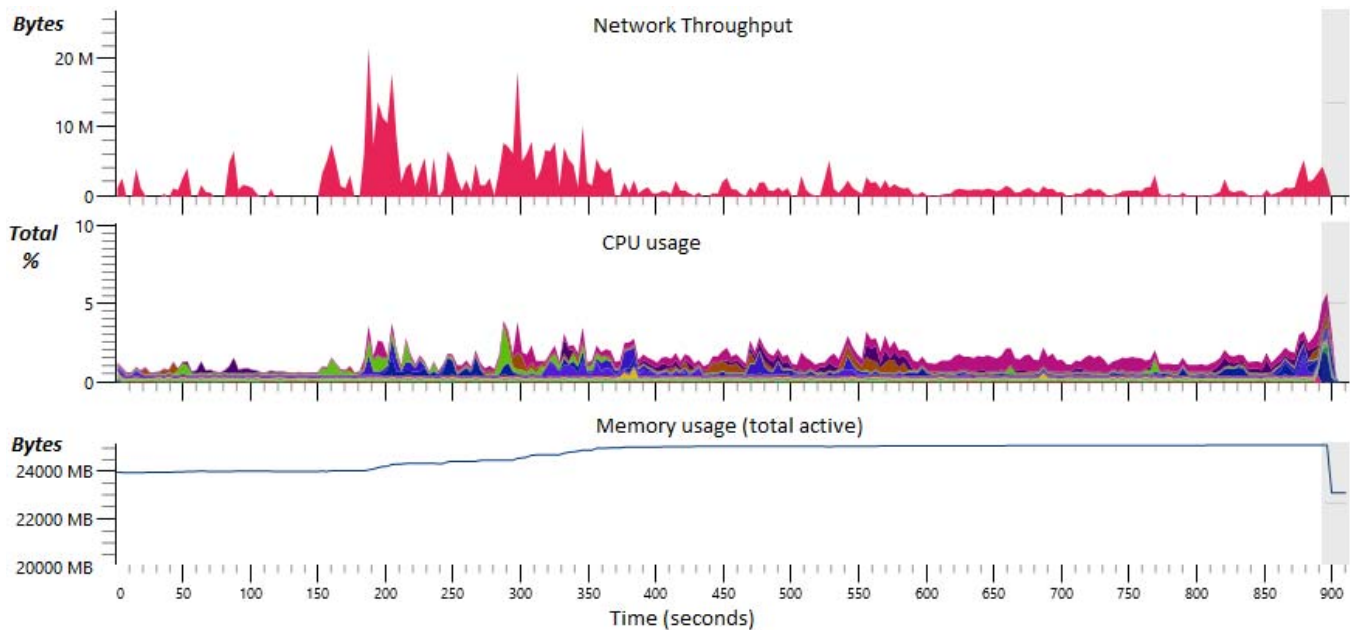 Bytes
Network Throughput
20 M
10 M
0
Total
%
10
CPU usage
5
0
Bytes
Memory usage (total active)
24000 MB
22000 MB
20000 MB
0 50 100 150 200 250 300 350 400 450 500 550 600 650 700 750 800 850 900
Time (seconds)